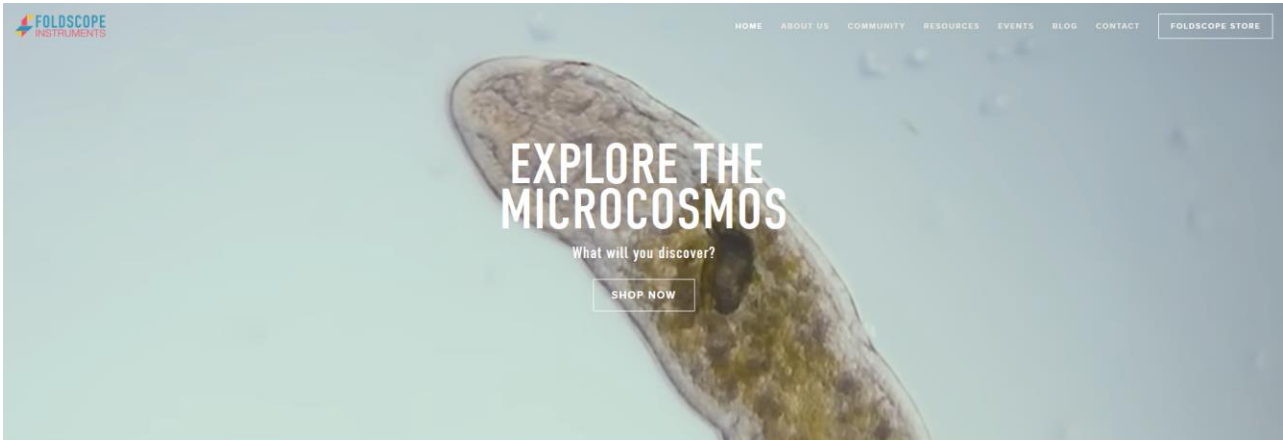 FOLDSCOPE
INSTRUMENTS
HOME ABOUT US COMMUNITY RESOURCES EVENTS BLOG CONTACT FOLDSCOPE STORE
EXPLORE THE
MICROCOSMOS
What will you discover?
SHOP NOW